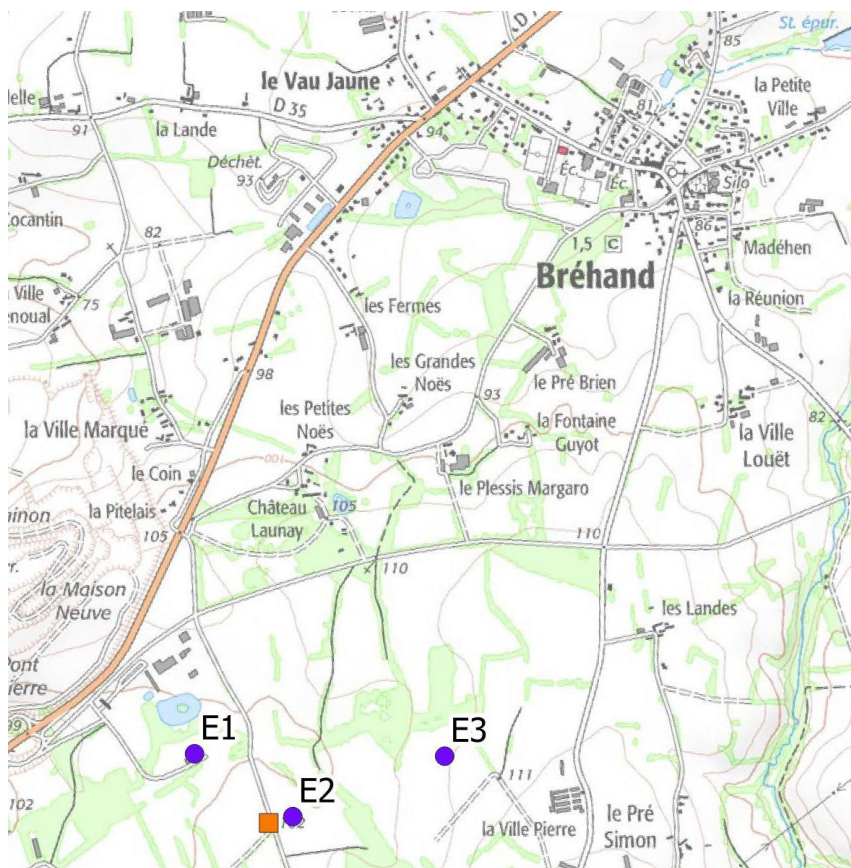 St. épur.
85
le Vau Jaune
D 35
la Petite
Ville
81
91
la Lande
94
Déchèt.
93
Éc.
Éc.
Silo
82
1,5 C
86
Madéhen
Bréhand
75
la Réunion
les Fermes
98
les Grandes
Noës
le Pré Brien
93
les Petites
Noës
la Fontaine
Guyot
82
la Ville Marqué
la Ville
Louët
100
le Coin
le Plessis Margaro
la Pitelais
Château
Launay
105
105
110
110
la Maison
Neuve
les Landes
99
E1
E3
111
102
E2
la Ville Pierre
le Pré
Simon